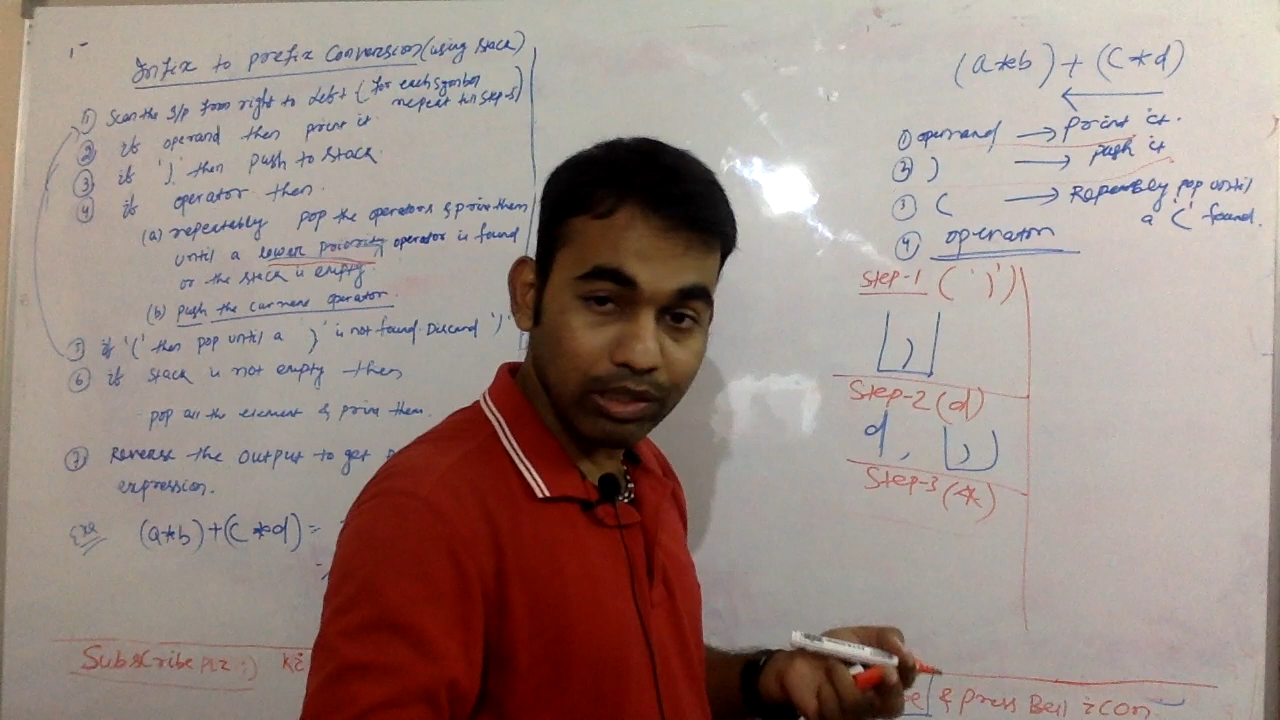 Infix to prefix conversion (using stack)
① Scan the I/p from right to left (for each symbol
repeat till step-5)
② if operand then print it
③ if ')' then push to stack
④ if operator then
(a) repeatedly pop the operators & print them
until a lower priority operator is found
or the stack is empty
(b) push the current operator.
⑤ if '(' then pop until a ')' is not found. Discard ')'
⑥ if stack is not empty then
pop all the element & print them.
⑦ Reverse the output to get
expression.
Ex: (a*b)+(c*d) =
Subscribe plz :)
(a*b)+(c*d)
←
① operand → print it.
② ) → push it
③ ( → Repeatedly pop until
a '(' found.
④ operator
Step-1 (')')
)
Step-2 (d)
d, )
Step-3 (*)
& press Bell icon